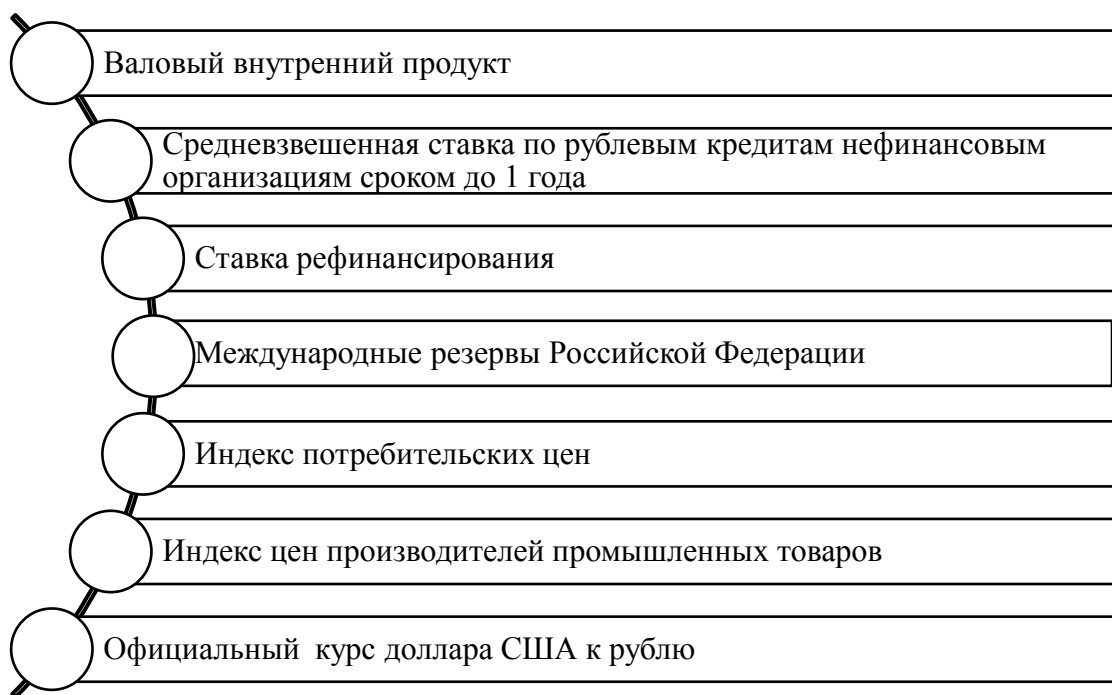 Валовый внутренний продукт
Средневзвешенная ставка по рублевым кредитам нефинансовым
организациям сроком до 1 года
Ставка рефинансирования
Международные резервы Российской Федерации
Индекс потребительских цен
Индекс цен производителей промышленных товаров
Официальный курс доллара США к рублю